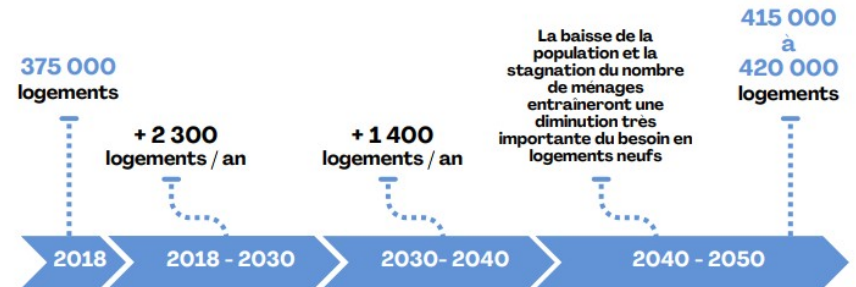 375 000
logements
+ 2 300
logements / an
+ 1 400
logements / an
La baisse de la
population et la
stagnation du nombre
de ménages
entraîneront une
diminution très
importante du besoin en
logements neufs
415 000
à
420 000
logements
2018
2018 - 2030
2030- 2040
2040 - 2050